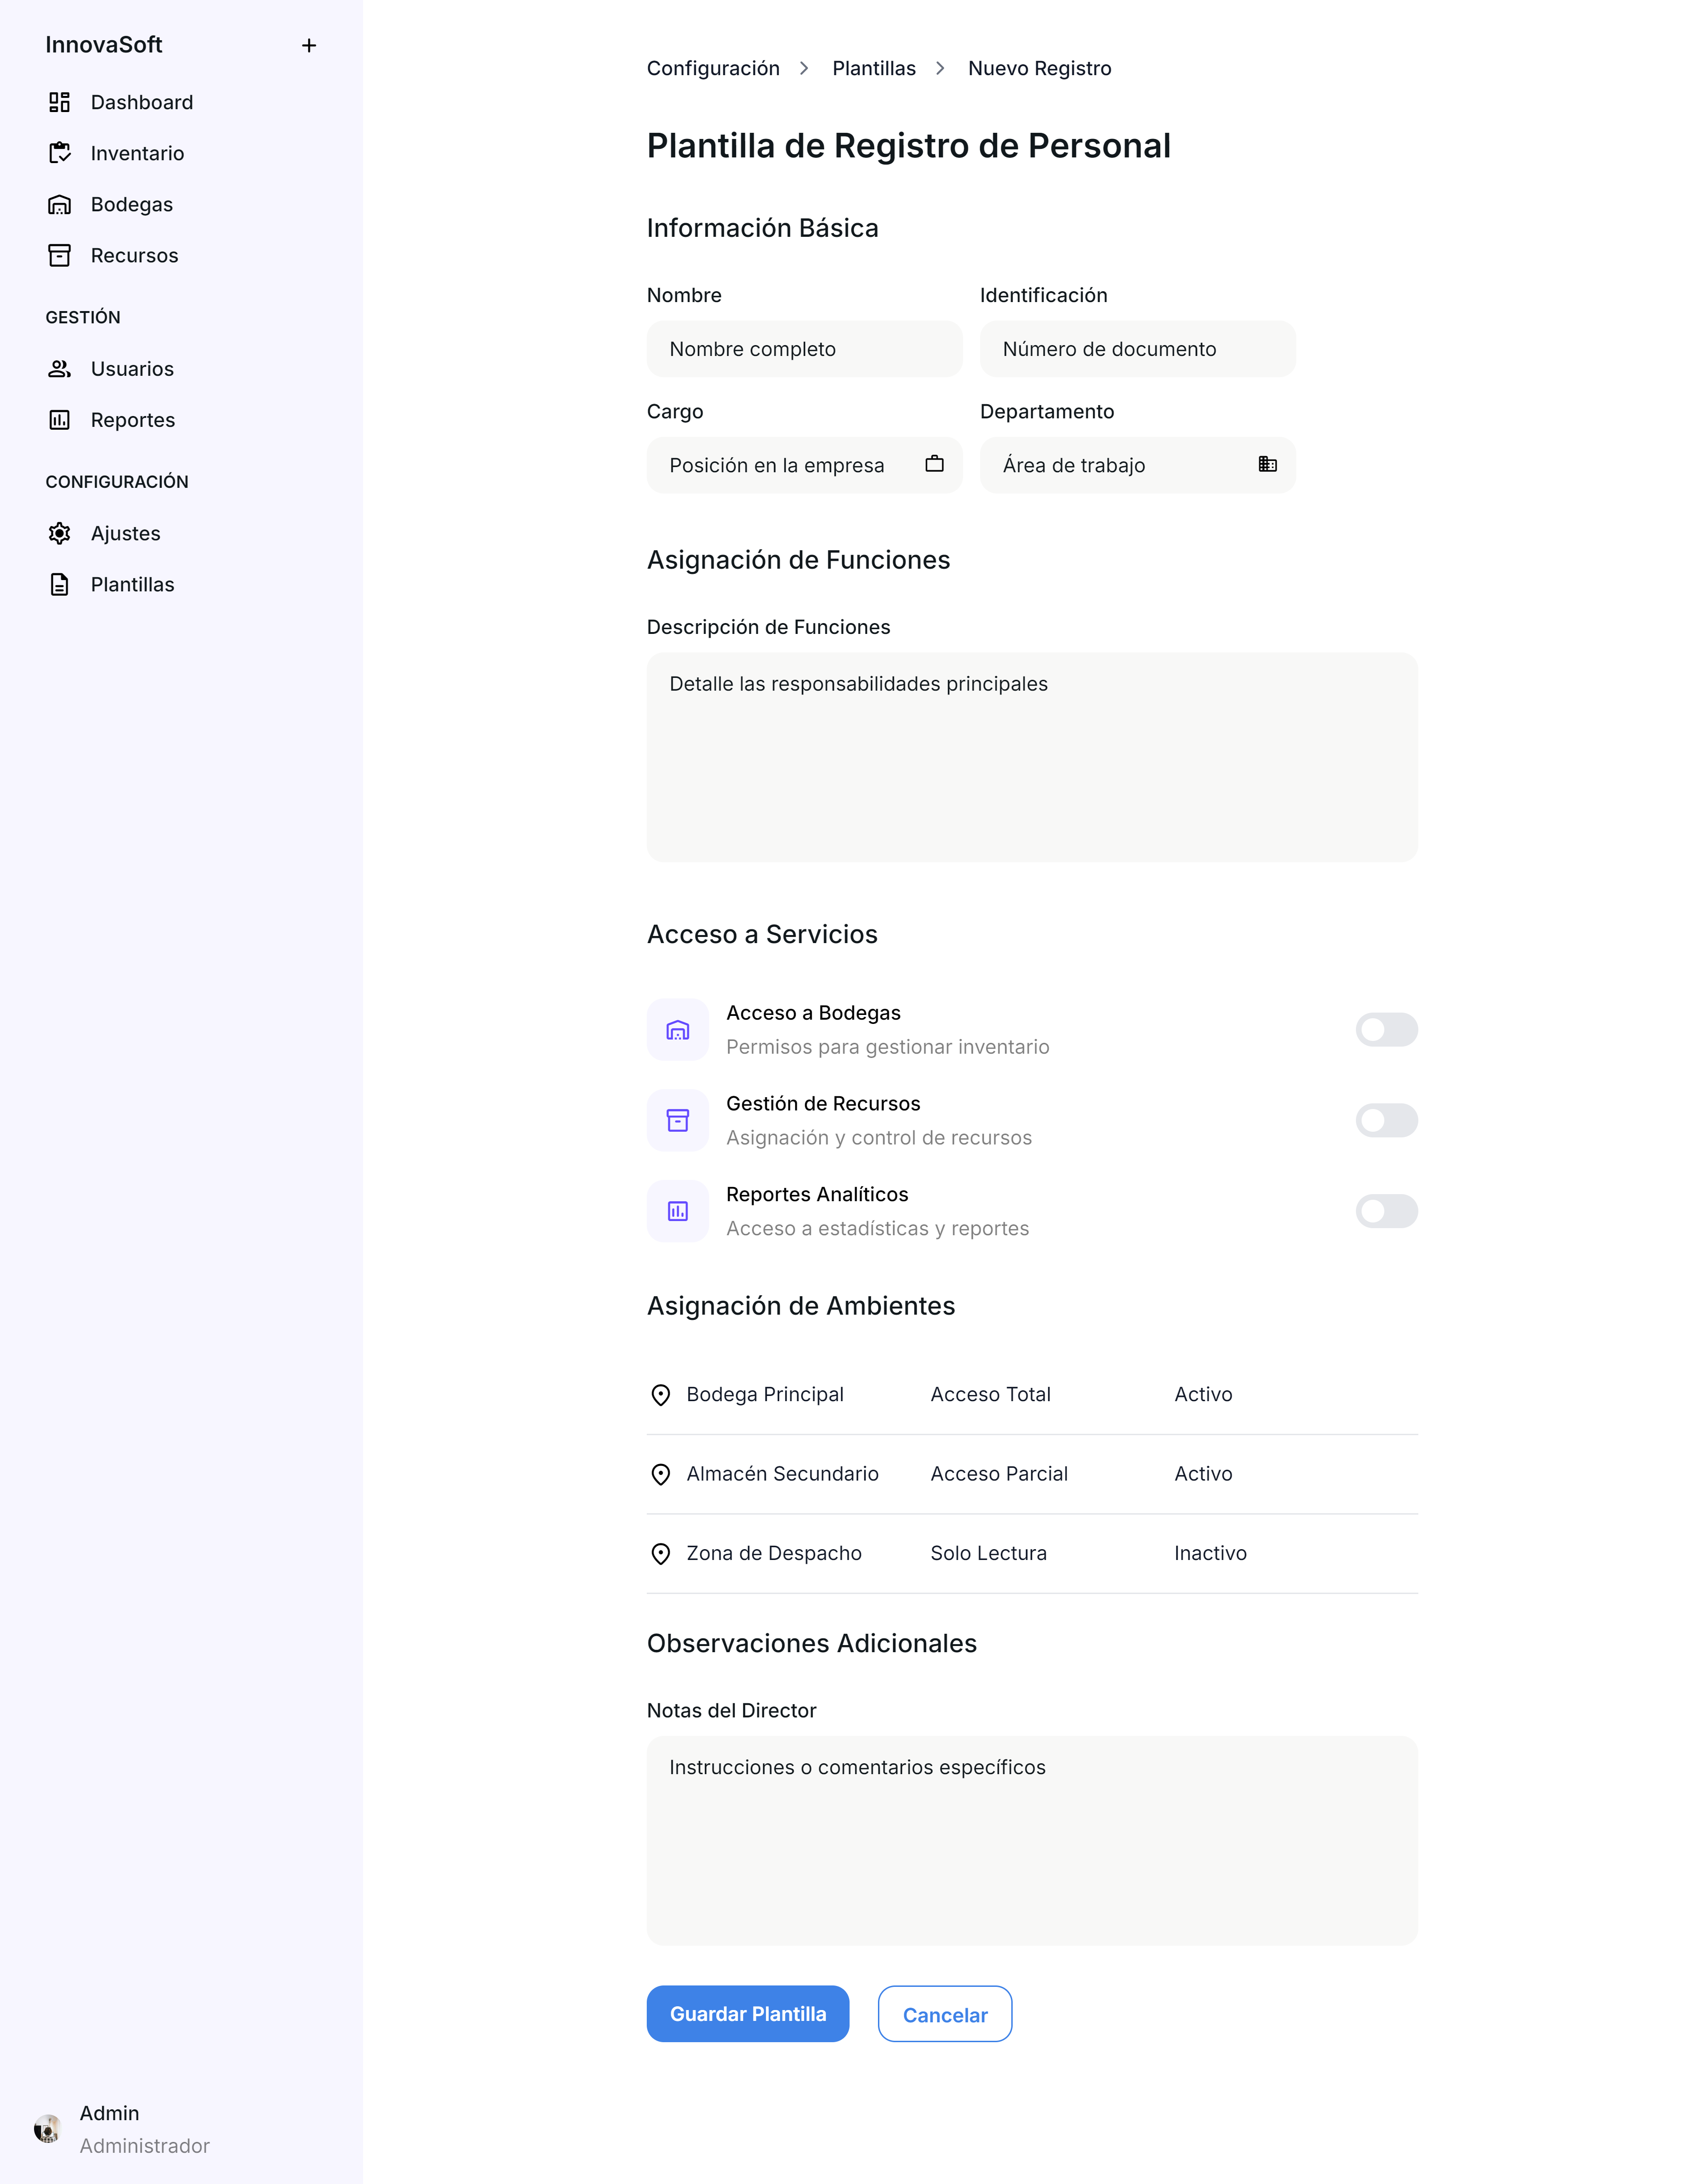 InnovaSoft
Dashboard
Inventario
Bodegas
Recursos
GESTIÓN
Usuarios
Reportes
CONFIGURACIÓN
Ajustes
Plantillas
Admin
Administrador
Configuración > Plantillas > Nuevo Registro
Plantilla de Registro de Personal
Información Básica
Nombre Identificación
Nombre completo Número de documento
Cargo Departamento
Posición en la empresa Área de trabajo
Asignación de Funciones
Descripción de Funciones
Detalle las responsabilidades principales
Acceso a Servicios
Acceso a Bodegas
Permisos para gestionar inventario
Gestión de Recursos
Asignación y control de recursos
Reportes Analíticos
Acceso a estadísticas y reportes
Asignación de Ambientes
Bodega Principal Acceso Total Activo
Almacén Secundario Acceso Parcial Activo
Zona de Despacho Solo Lectura Inactivo
Observaciones Adicionales
Notas del Director
Instrucciones o comentarios específicos
Guardar Plantilla Cancelar